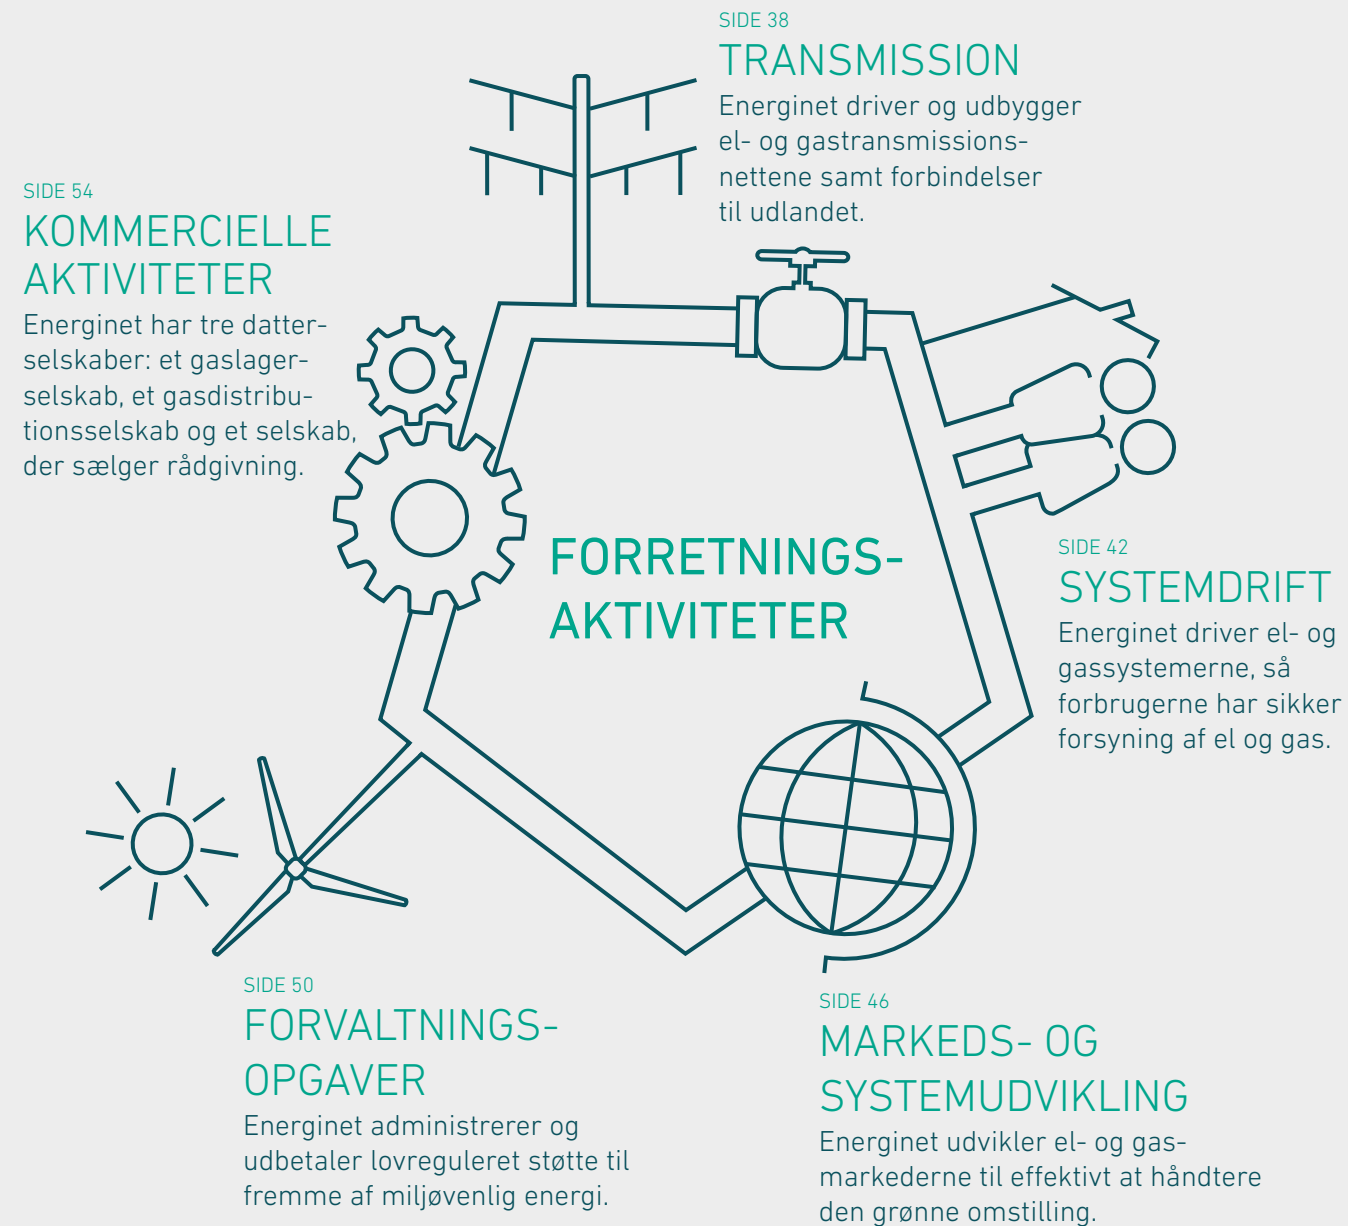 SIDE 38
TRANSMISSION
Energinet driver og udbygger
el- og gastransmissions-
nettene samt forbindelser
til udlandet.
SIDE 54
KOMMERCIELLE
AKTIVITETER
Energinet har tre datter-
selskaber: et gaslager-
selskab, et gasdistribu-
tionsselskab og et selskab,
der sælger rådgivning.
FORRETNINGS-
AKTIVITETER
SIDE 42
SYSTEMDRIFT
Energinet driver el- og
gassystemerne, så
forbrugerne har sikker
forsyning af el og gas.
SIDE 50
FORVALTNINGS-
OPGAVER
Energinet administrerer og
udbetaler lovreguleret støtte til
fremme af miljøvenlig energi.
SIDE 46
MARKEDS- OG
SYSTEMUDVIKLING
Energinet udvikler el- og gas-
markederne til effektivt at håndtere
den grønne omstilling.